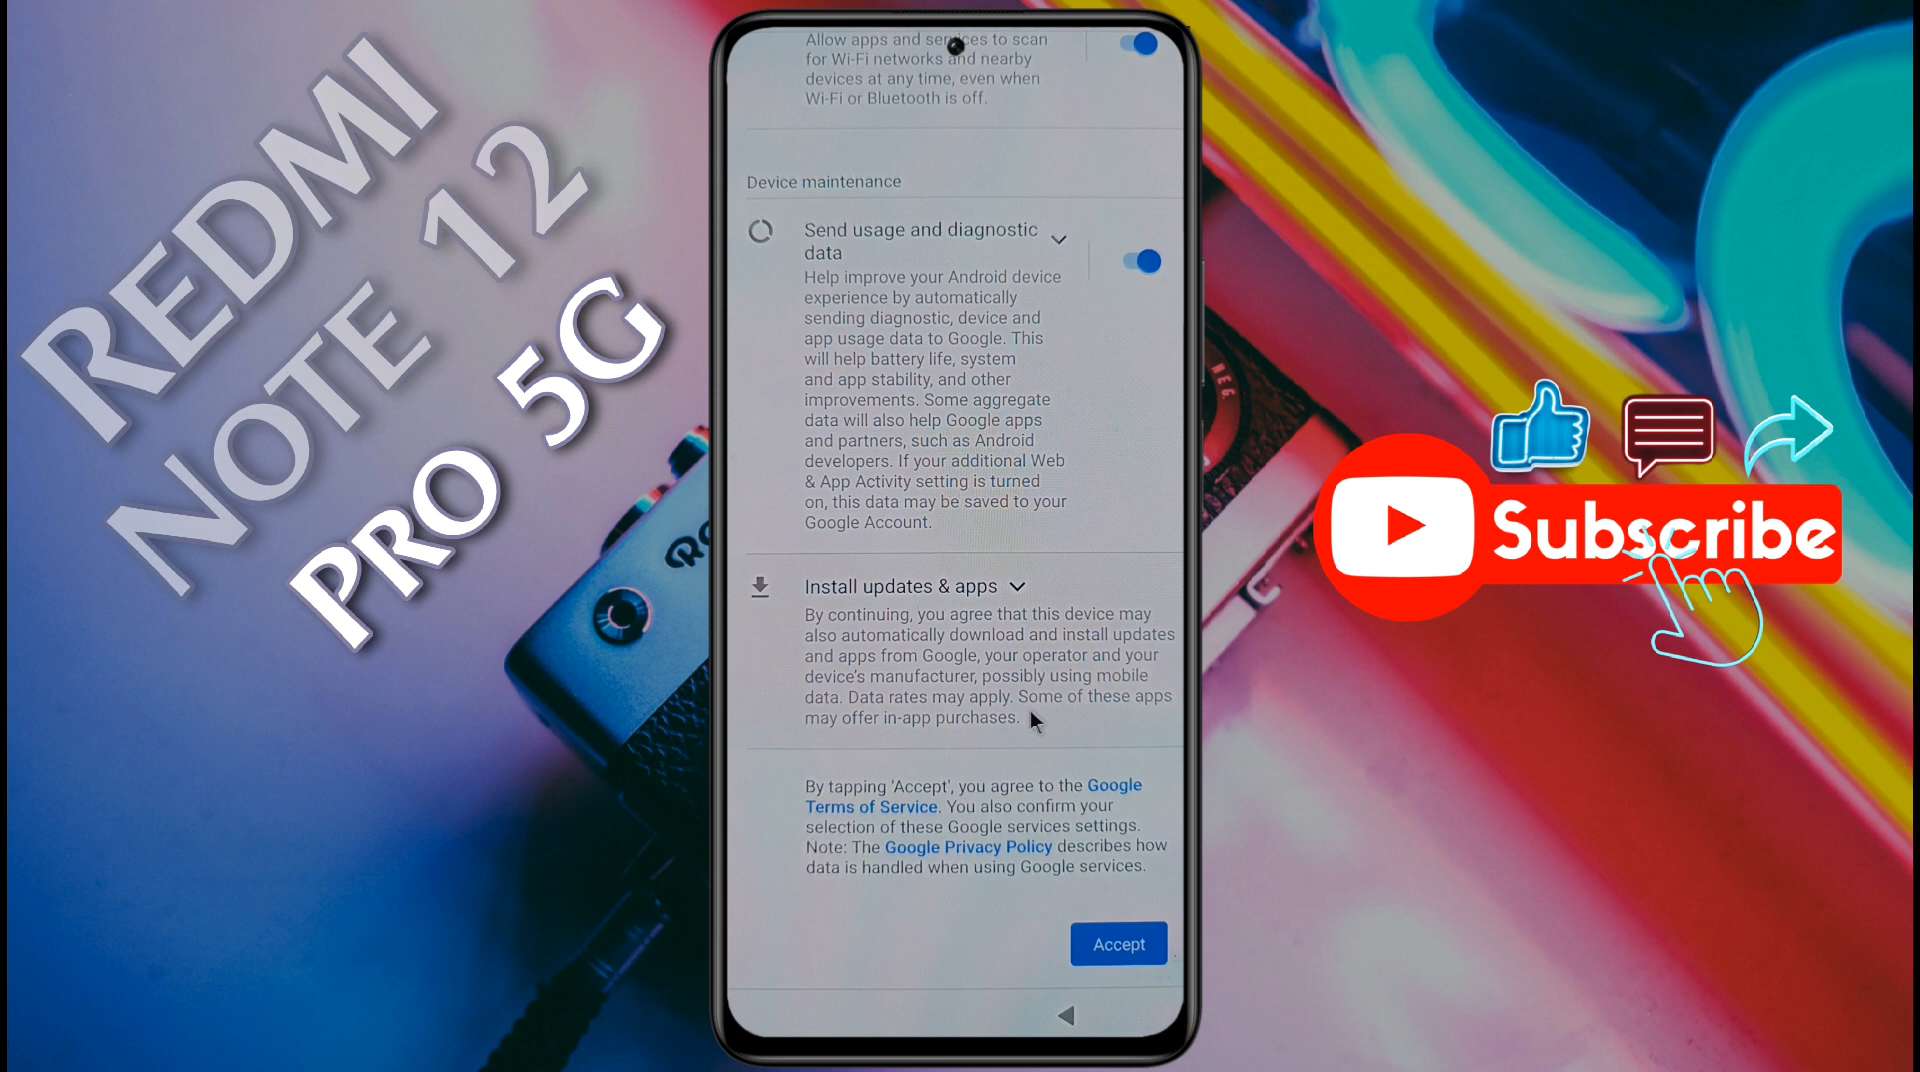 REDMI
NOTE 12
PRO 5G
Allow apps and services to scan
for Wi-Fi networks and nearby
devices at any time, even when
Wi-Fi or Bluetooth is off.
Device maintenance
Send usage and diagnostic
data
Help improve your Android device
experience by automatically
sending diagnostic, device and
app usage data to Google. This
will help battery life, system
and app stability, and other
improvements. Some aggregate
data will also help Google apps
and partners, such as Android
developers. If your additional Web
& App Activity setting is turned
on, this data may be saved to your
Google Account.
Install updates & apps
By continuing, you agree that this device may
also automatically download and install updates
and apps from Google, your operator and your
device's manufacturer, possibly using mobile
data. Data rates may apply. Some of these apps
may offer in-app purchases.
By tapping 'Accept', you agree to the Google
Terms of Service. You also confirm your
selection of these Google services settings.
Note: The Google Privacy Policy describes how
data is handled when using Google services.
Accept
NEG.
Subscribe